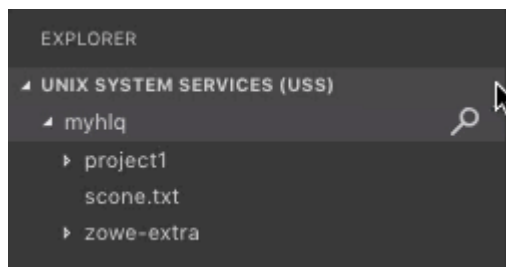 EXPLORER
UNIX SYSTEM SERVICES (USS)
myhlq
project1
scone.txt
zowe-extra